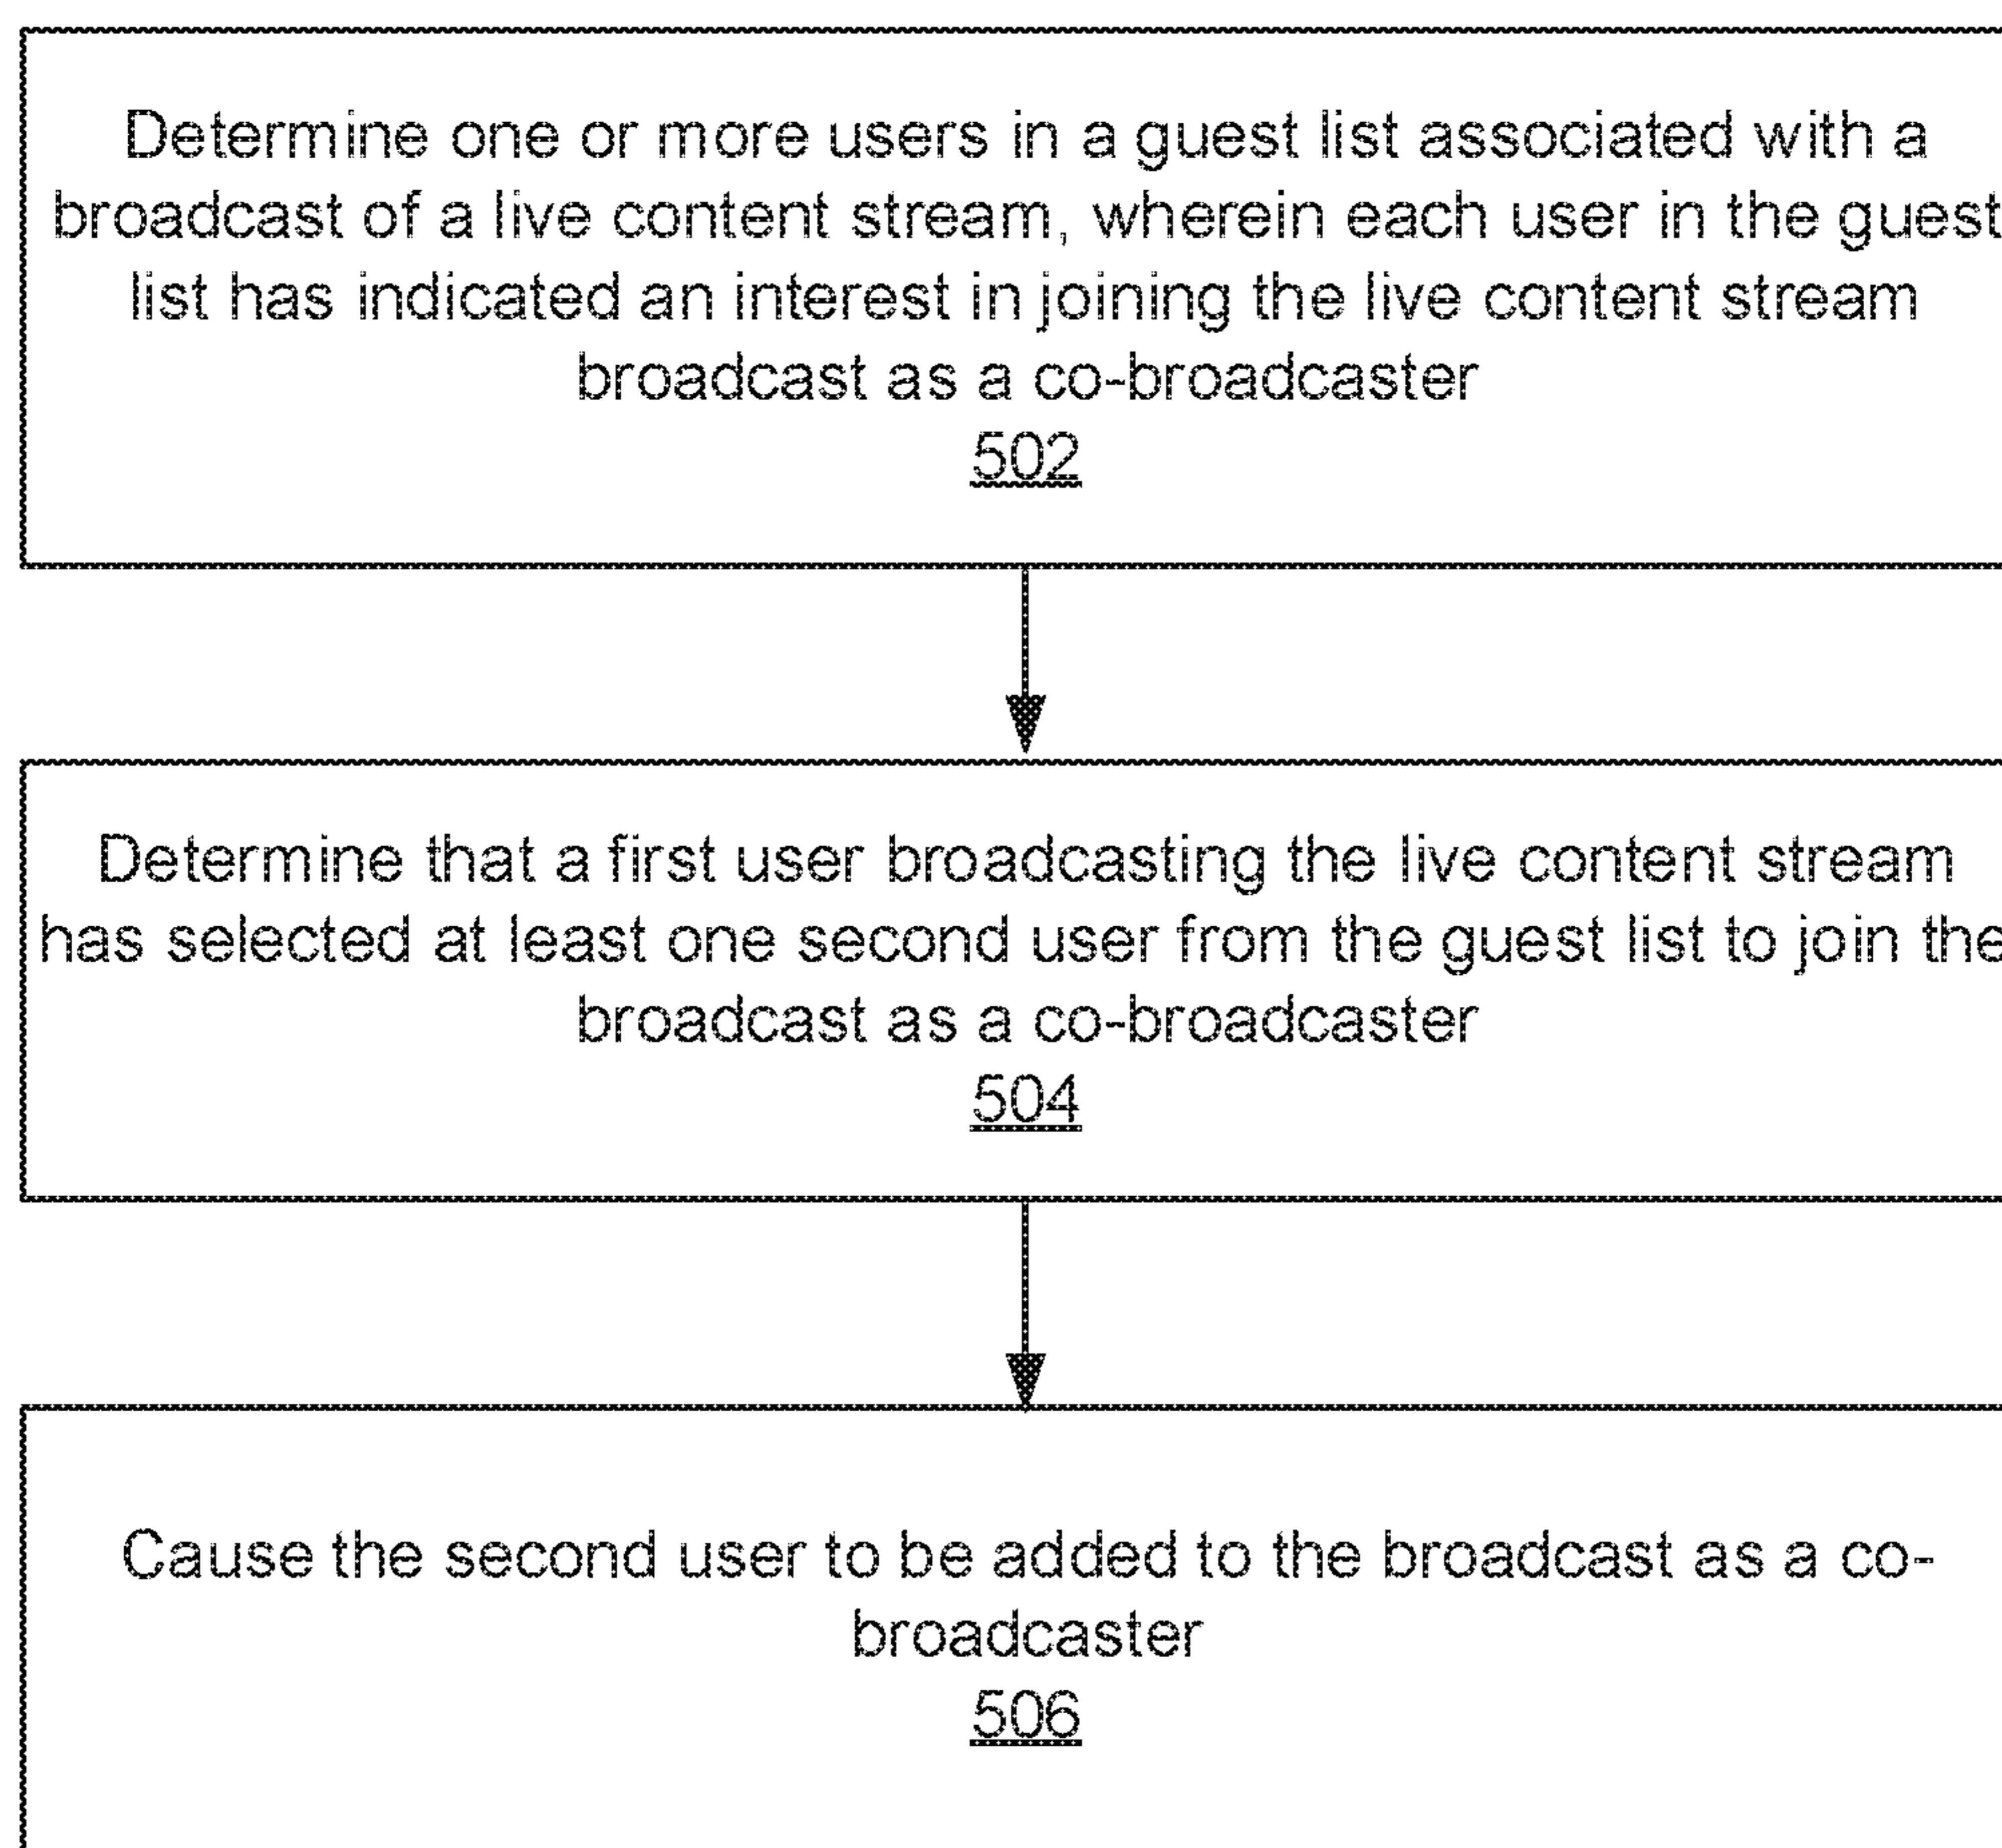 Determine one or more users in a guest list associated with a
broadcast of a live content stream, wherein each user in the guest
list has indicated an interest in joining the live content stream
broadcast as a co-broadcaster
502
Determine that a first user broadcasting the live content stream
has selected at least one second user from the guest list to join the
broadcast as a co-broadcaster
504
Cause the second user to be added to the broadcast as a co-
broadcaster
506